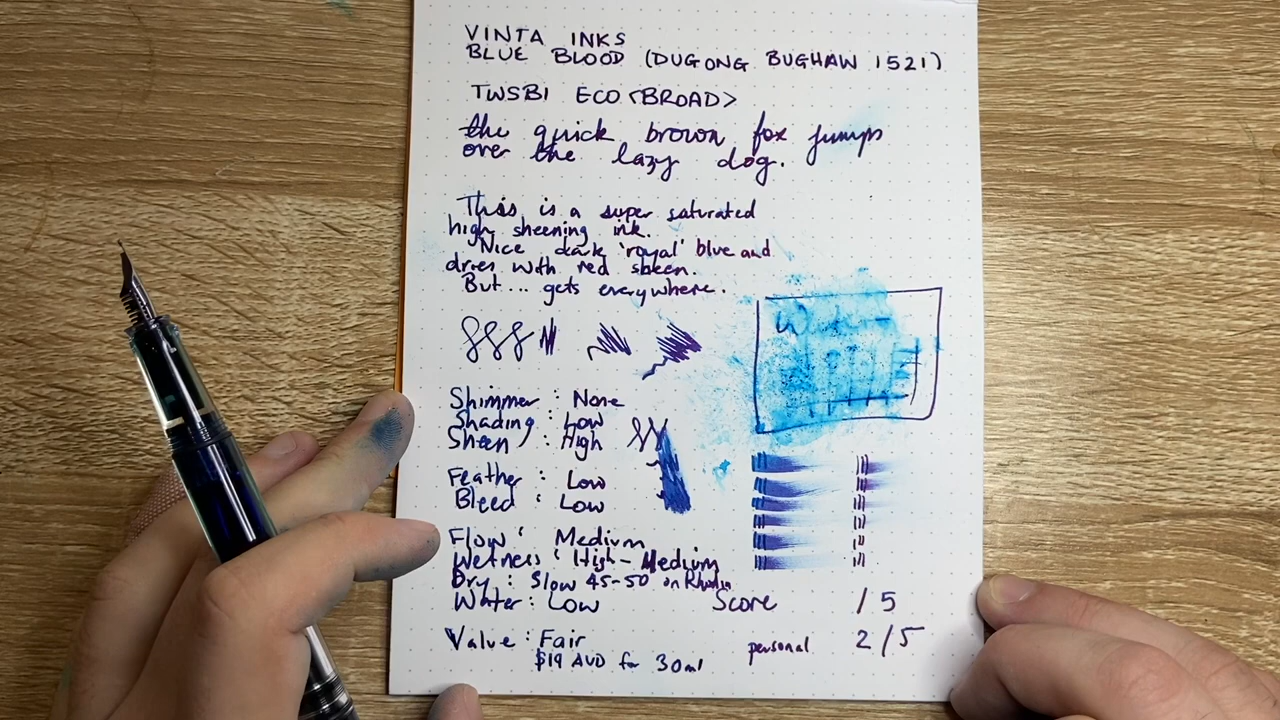 VINTA INKS
BLUE BLOOD (DUGONG BUGHAW 1521)
TWSBI ECO <BROAD>
the quick brown fox jumps
over the lazy dog.
This is a super saturated
high sheening ink.
Nice dark 'royal' blue and
dries with red sheen.
But... gets everywhere.
Water
Shimmer : None
Shading : Low
Sheen : High
Feather : Low
Bleed : Low
Flow : Medium
Wetness : High-Medium
Dry : Slow 45-50 on Rhodia
Water : Low
Score /5
Value : Fair
$19 AUD for 30ml
personal 2/5